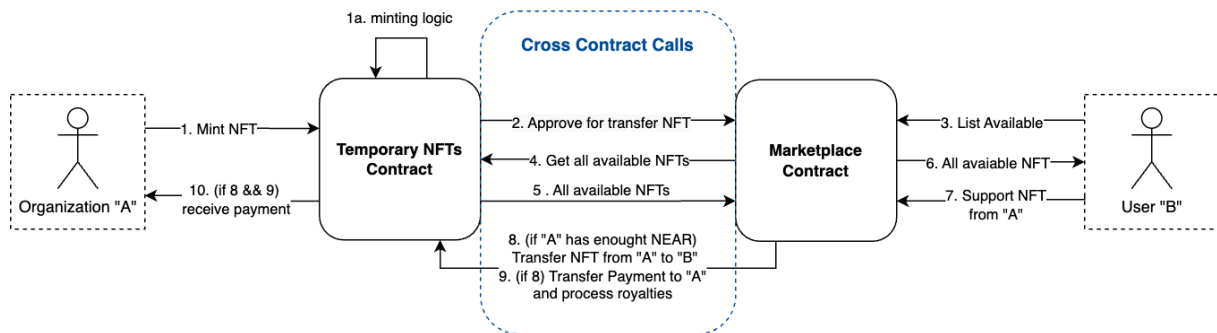 1a. minting logic
Cross Contract Calls
1. Mint NFT
Organization "A"
10. (if 8 && 9)
receive payment
Temporary NFTs
Contract
2. Approve for transfer NFT
4. Get all available NFTs
5 . All available NFTs
8. (if "A" has enought NEAR)
Transfer NFT from "A" to "B"
9. (if 8) Transfer Payment to "A"
and process royalties
Marketplace
Contract
3. List Available
6. All avaiable NFT
7. Support NFT
from "A"
User "B"